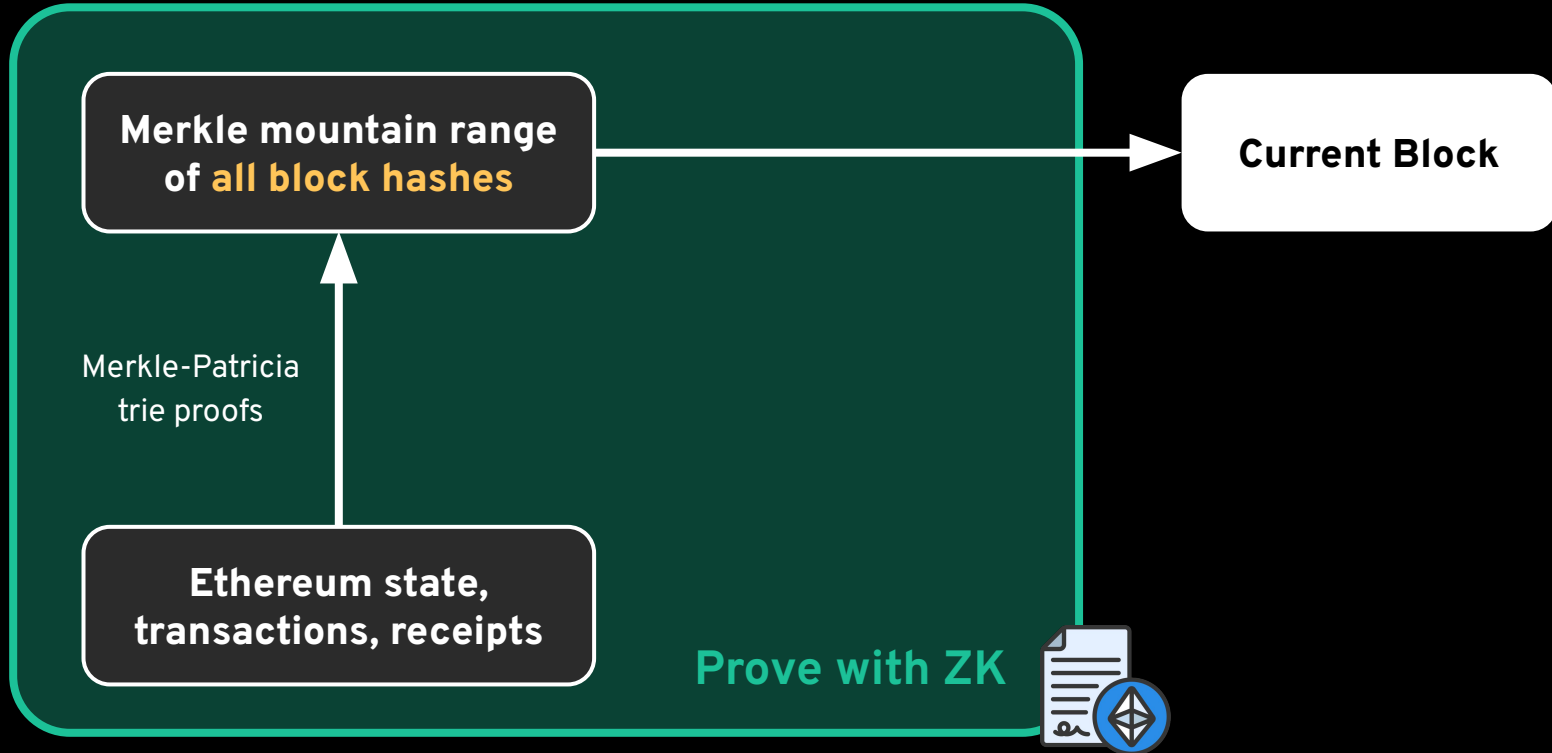 Merkle mountain range
of all block hashes
Current Block
Merkle-Patricia
trie proofs
Ethereum state,
transactions, receipts
Prove with ZK